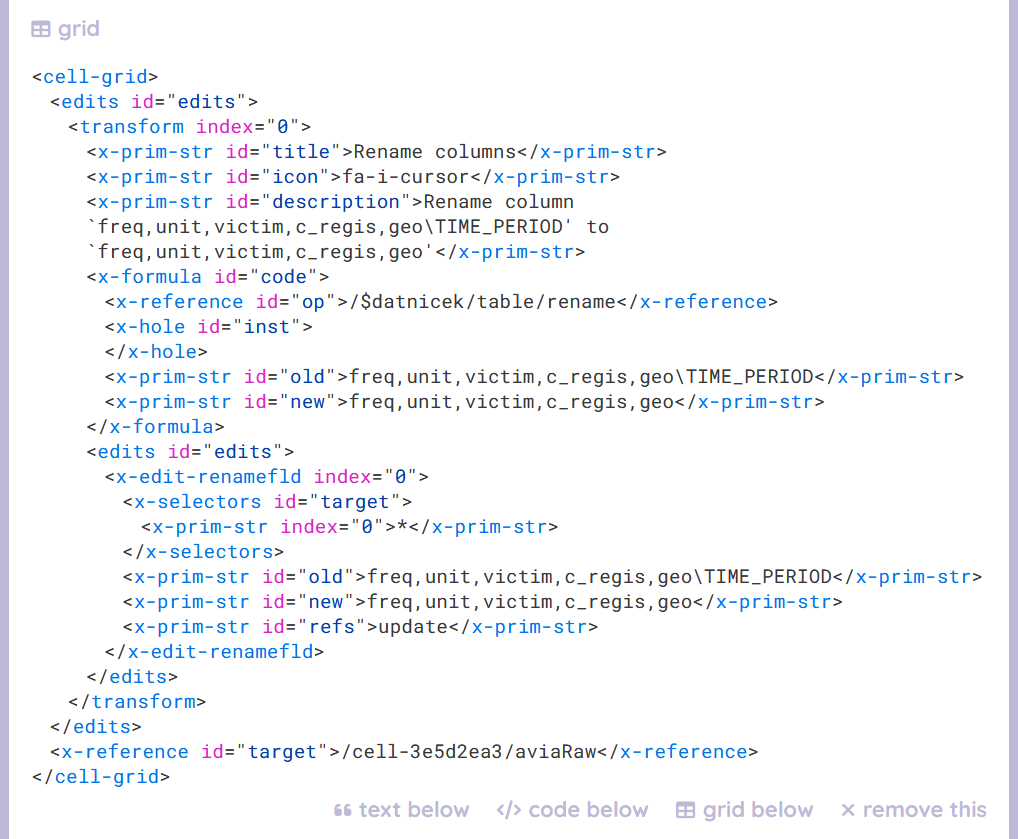 grid
<cell-grid>
<edits id="edits">
<transform index="0">
<x-prim-str id="title">Rename columns</x-prim-str>
<x-prim-str id="icon">fa-i-cursor</x-prim-str>
<x-prim-str id="description">Rename column
`freq,unit,victim,c_regis,geo\TIME_PERIOD' to
`freq,unit,victim,c_regis,geo'</x-prim-str>
<x-formula id="code">
<x-reference id="op">/$datnicek/table/rename</x-reference>
<x-hole id="inst">
</x-hole>
<x-prim-str id="old">freq,unit,victim,c_regis,geo\TIME_PERIOD</x-prim-str>
<x-prim-str id="new">freq,unit,victim,c_regis,geo</x-prim-str>
</x-formula>
<edits id="edits">
<x-edit-renamefld index="0">
<x-selectors id="target">
<x-prim-str index="0">*</x-prim-str>
</x-selectors>
<x-prim-str id="old">freq,unit,victim,c_regis,geo\TIME_PERIOD</x-prim-str>
<x-prim-str id="new">freq,unit,victim,c_regis,geo</x-prim-str>
<x-prim-str id="refs">update</x-prim-str>
</x-edit-renamefld>
</edits>
</transform>
</edits>
<x-reference id="target">/cell-3e5d2ea3/aviaRaw</x-reference>
</cell-grid>
❝ text below </> code below grid below × remove this